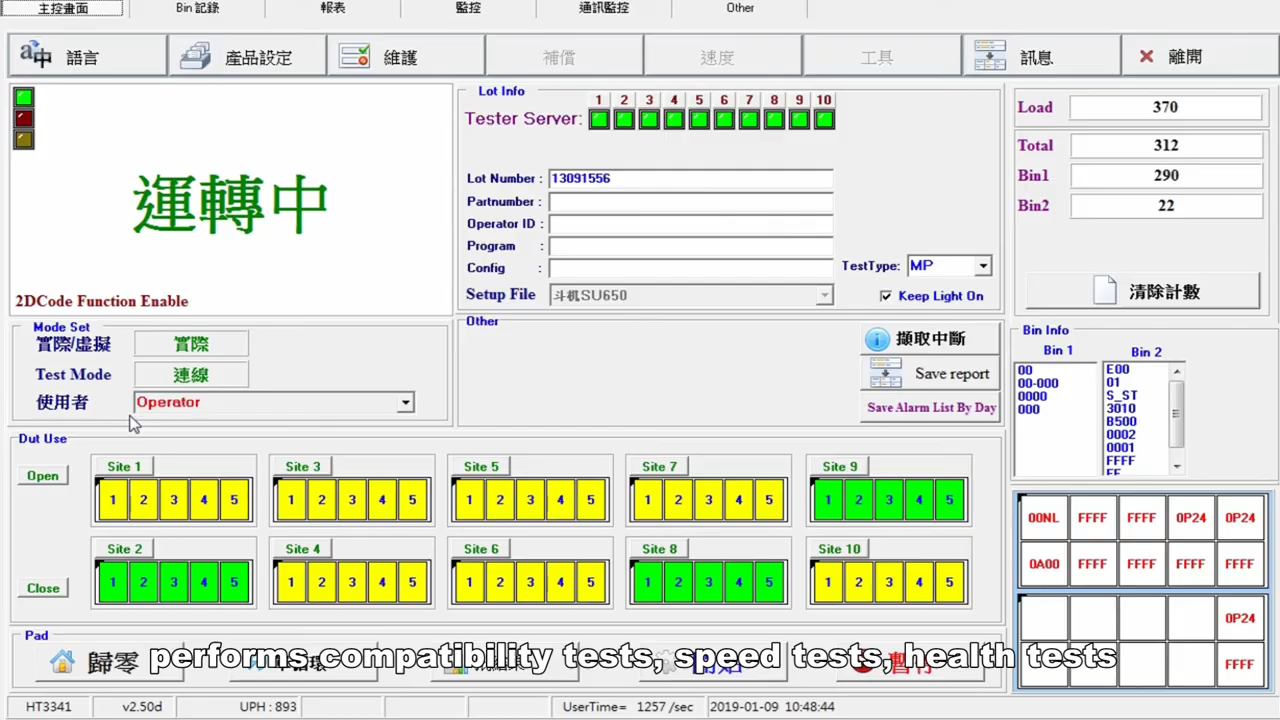 主控畫面 Bin 記錄 報表 監控 通訊監控 Other
語言 產品設定 維護 補償 速度 工具 訊息 離開
運轉中
2DCode Function Enable
Lot Info
1 2 3 4 5 6 7 8 9 10
Tester Server:
Lot Number : 13091556
Partnumber :
Operator ID :
Program :
Config :
TestType: MP
Setup File 斗机SU650
Keep Light On
Load 370
Total 312
Bin1 290
Bin2 22
清除計數
Mode Set
實際/虛擬 實際
Test Mode 連線
使用者 Operator
Other
擷取中斷
Save report
Save Alarm List By Day
Bin Info
Bin 1
00
00-000
0000
000
Bin 2
E00
01
S_ST
3010
B500
0002
0001
FFFF
FF
Dut Use
Open
Close
Site 1 Site 3 Site 5 Site 7 Site 9
1 2 3 4 5 1 2 3 4 5 1 2 3 4 5 1 2 3 4 5 1 2 3 4 5
Site 2 Site 4 Site 6 Site 8 Site 10
1 2 3 4 5 1 2 3 4 5 1 2 3 4 5 1 2 3 4 5 1 2 3 4 5
00NL FFFF FFFF 0P24 0P24
0A00 FFFF FFFF FFFF FFFF
0P24
FFFF
Pad
歸零
performs compatibility tests, speed tests, health tests
HT3341 v2.50d UPH : 893 UserTime= 1257 /sec 2019-01-09 10:48:44